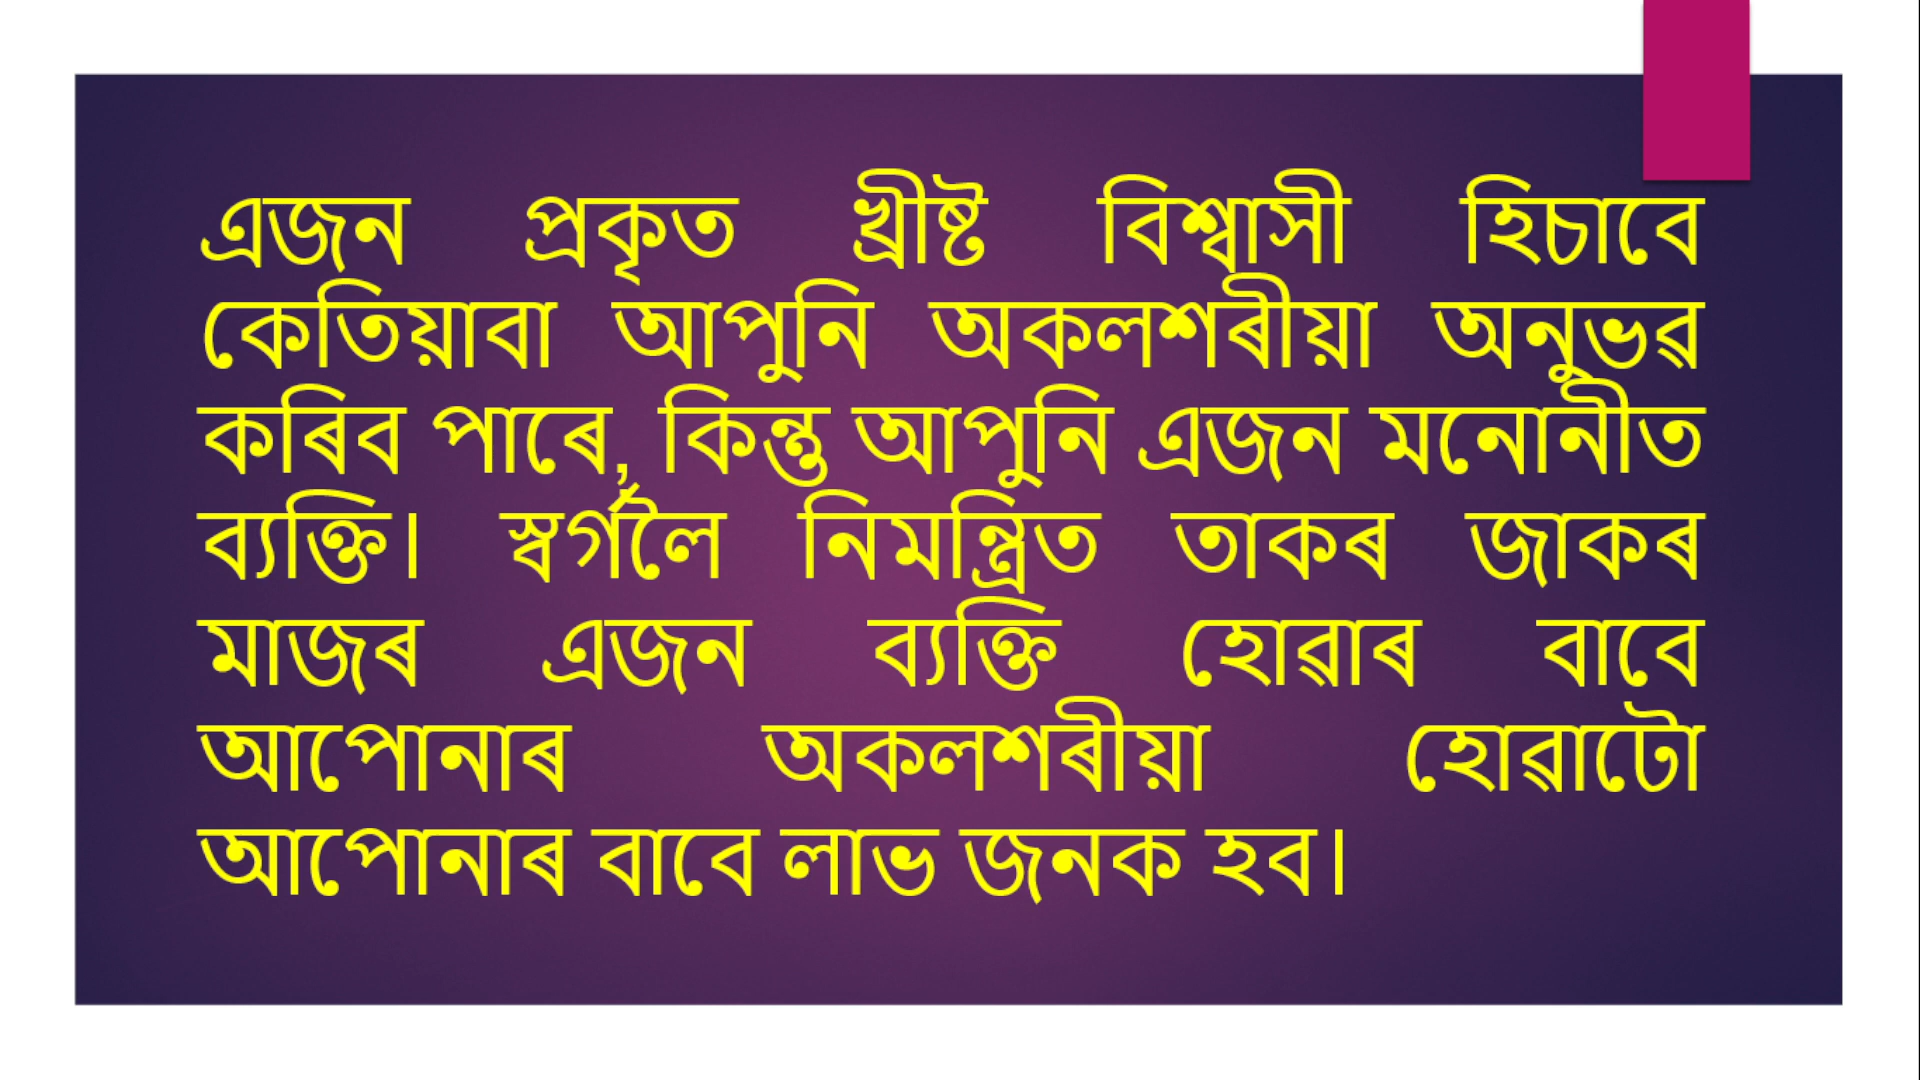 এজন প্ৰকৃত খ্ৰীষ্ট বিশ্বাসী হিচাবে
কেতিয়াবা আপুনি অকলশৰীয়া অনুভৱ
কৰিব পাৰে, কিন্তু আপুনি এজন মনোনীত
ব্যক্তি। স্বৰ্গলৈ নিমন্ত্ৰিত তাকৰ জাকৰ
মাজৰ এজন ব্যক্তি হোৱাৰ বাবে
আপোনাৰ অকলশৰীয়া হোৱাটো
আপোনাৰ বাবে লাভ জনক হব।